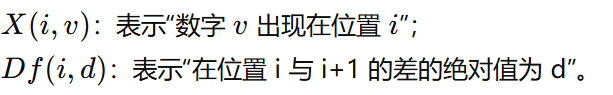 X(i, v)：表示“数字 v 出现在位置 i”；
Df(i, d)：表示“在位置 i 与 i+1 的差的绝对值为 d”。